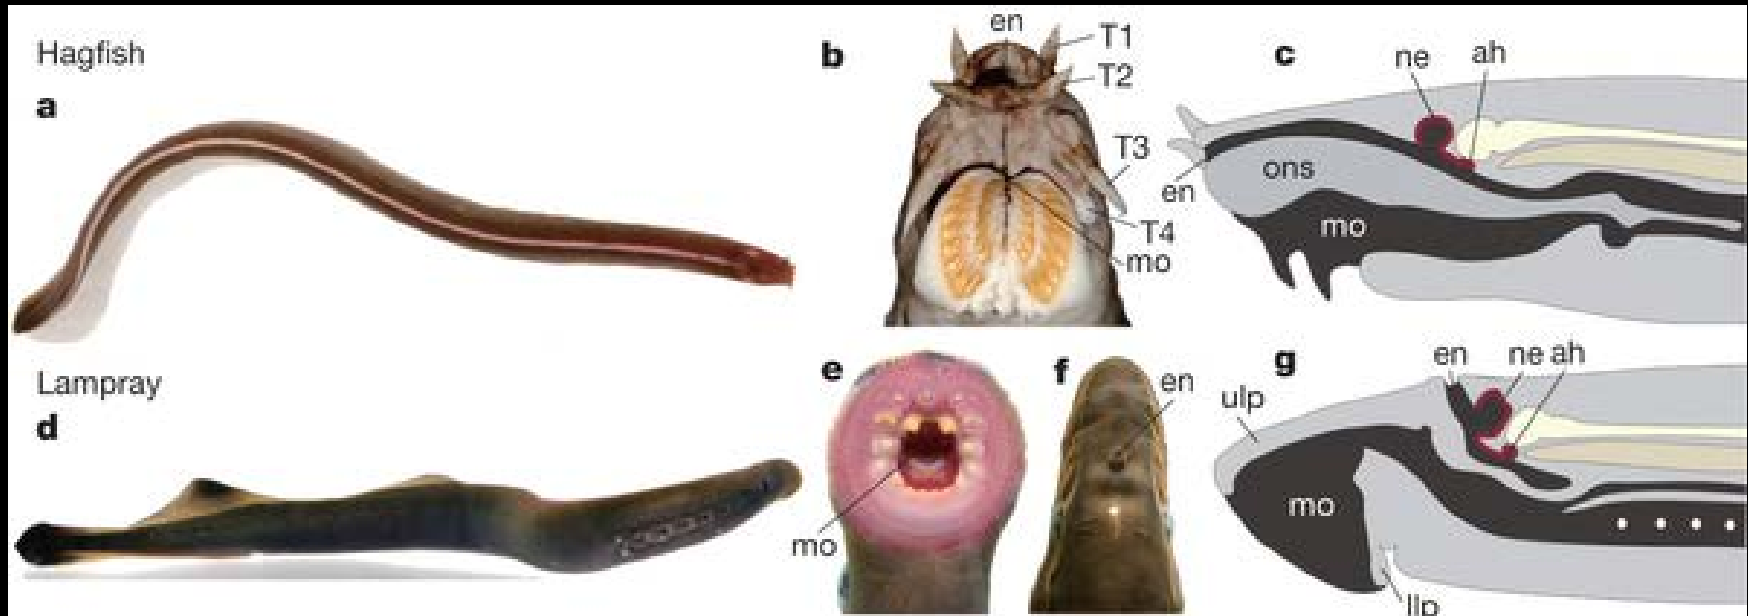 Hagfish
a
b
en
T1
T2
T3
T4
mo
c
ne
ah
en
ons
mo
Lampray
d
e
mo
f
en
g
en
ne ah
ulp
mo
llp